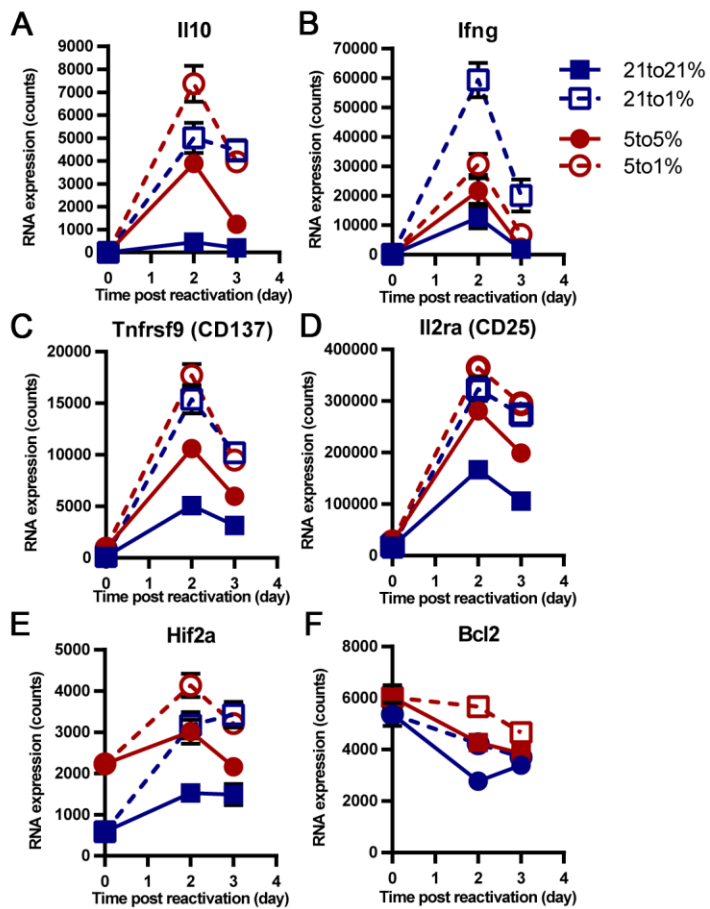 A
Il10
RNA expression (counts)
9000
8000
7000
6000
5000
4000
3000
2000
1000
0
0 1 2 3 4
Time post reactivation (day)
B
Ifng
RNA expression (counts)
70000
60000
50000
40000
30000
20000
10000
0
0 1 2 3 4
Time post reactivation (day)
21to21%
21to1%
5to5%
5to1%
C
Tnfrsf9 (CD137)
RNA expression (counts)
20000
15000
10000
5000
0
0 1 2 3 4
Time post reactivation (day)
D
Il2ra (CD25)
RNA expression (counts)
400000
300000
200000
100000
0
0 1 2 3 4
Time post reactivation (day)
E
Hif2a
RNA expression (counts)
5000
4000
3000
2000
1000
0
0 1 2 3 4
Time post reactivation (day)
F
Bcl2
RNA expression (counts)
8000
6000
4000
2000
0
0 1 2 3 4
Time post reactivation (day)